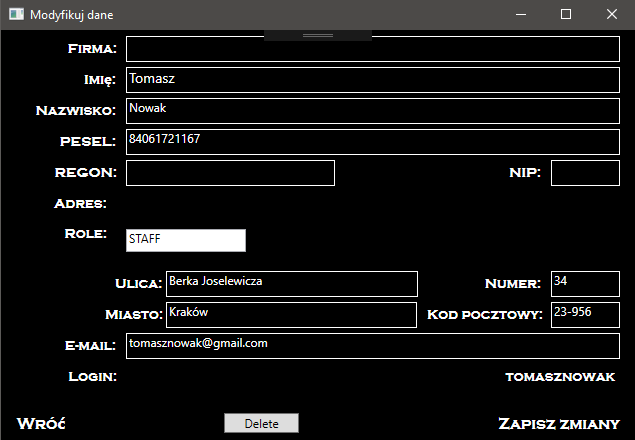 Modyfikuj dane
Firma:
Imię: Tomasz
Nazwisko: Nowak
PESEL: 84061721167
REGON: NIP:
Adres:
Role: STAFF
Ulica: Berka Joselewicza Numer: 34
Miasto: Kraków Kod pocztowy: 23-956
E-mail: tomasznowak@gmail.com
Login: tomasznowak
Wróć Delete Zapisz zmiany